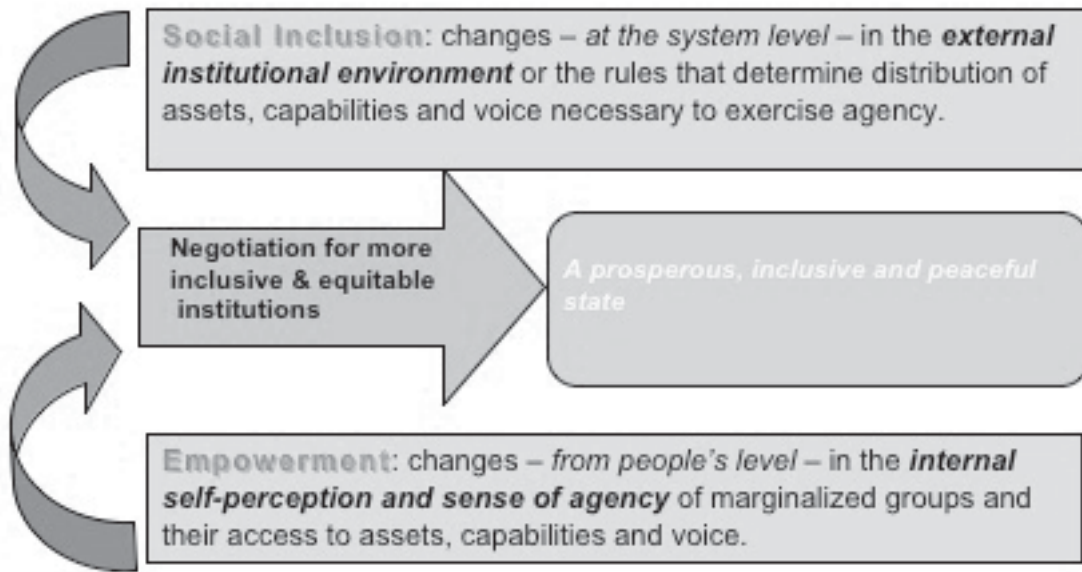 Social Inclusion: changes – at the system level – in the external
institutional environment or the rules that determine distribution of
assets, capabilities and voice necessary to exercise agency.
Negotiation for more
inclusive & equitable
institutions
A prosperous, inclusive and peaceful
state
Empowerment: changes – from people's level – in the internal
self-perception and sense of agency of marginalized groups and
their access to assets, capabilities and voice.